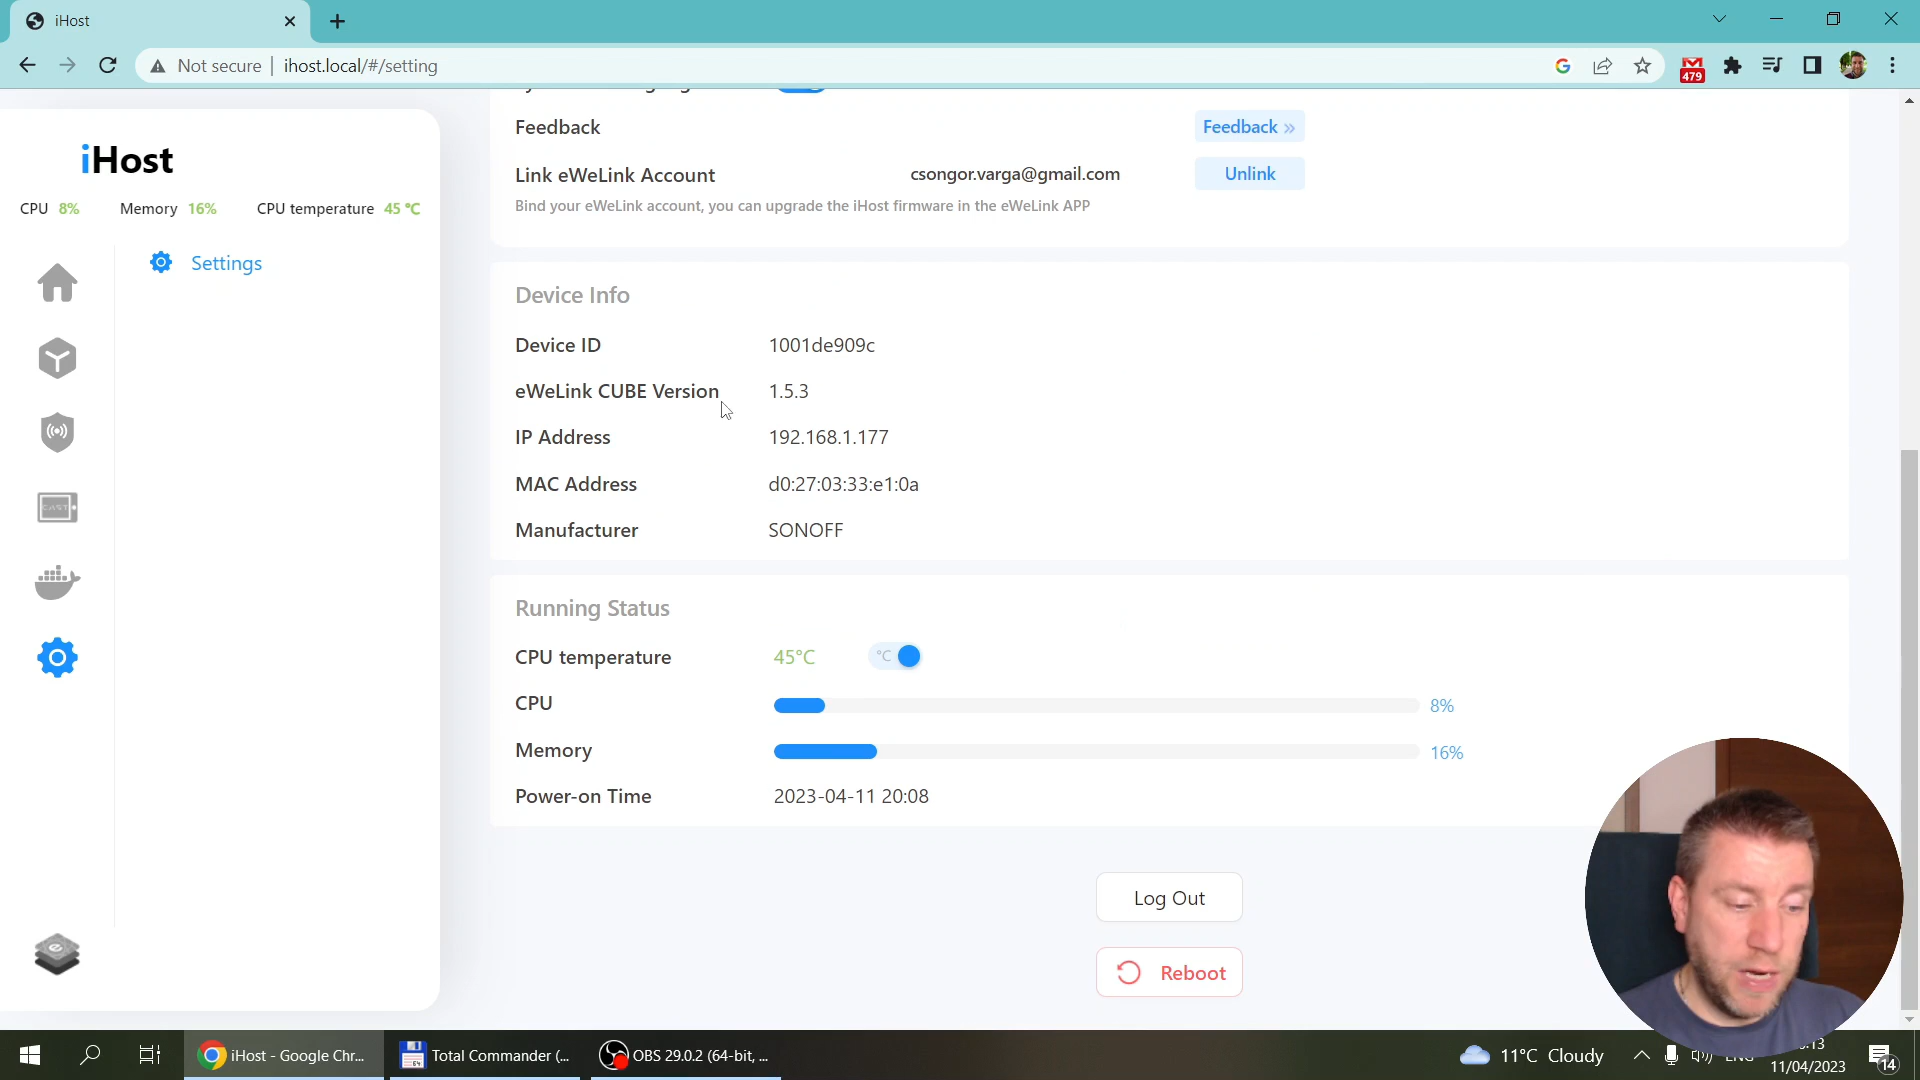 iHost
Not secure
ihost.local/#/setting
479
iHost
CPU 8%
Memory 16%
CPU temperature 45 ℃
Settings
CAST
Feedback
Feedback »
Link eWeLink Account
csongor.varga@gmail.com
Unlink
Bind your eWeLink account, you can upgrade the iHost firmware in the eWeLink APP
Device Info
Device ID 1001de909c
eWeLink CUBE Version 1.5.3
IP Address 192.168.1.177
MAC Address d0:27:03:33:e1:0a
Manufacturer SONOFF
Running Status
CPU temperature 45°C °C
CPU 8%
Memory 16%
Power-on Time 2023-04-11 20:08
Log Out
Reboot
iHost - Google Chr...
Total Commander (...
OBS 29.0.2 (64-bit, ...
11°C Cloudy
11/04/2023
14